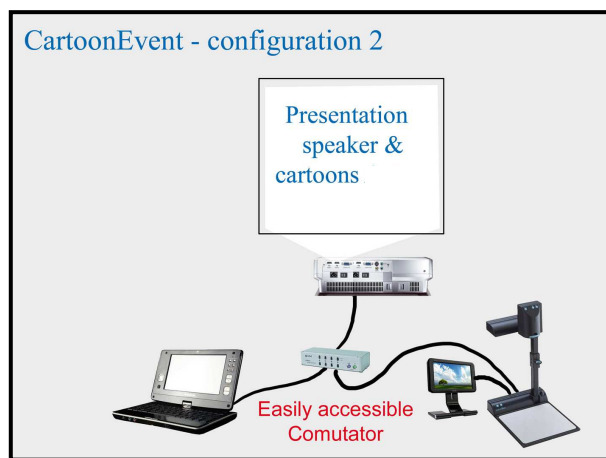 CartoonEvent - configuration 2
Presentation
speaker &
cartoons
Easily accessible
Comutator